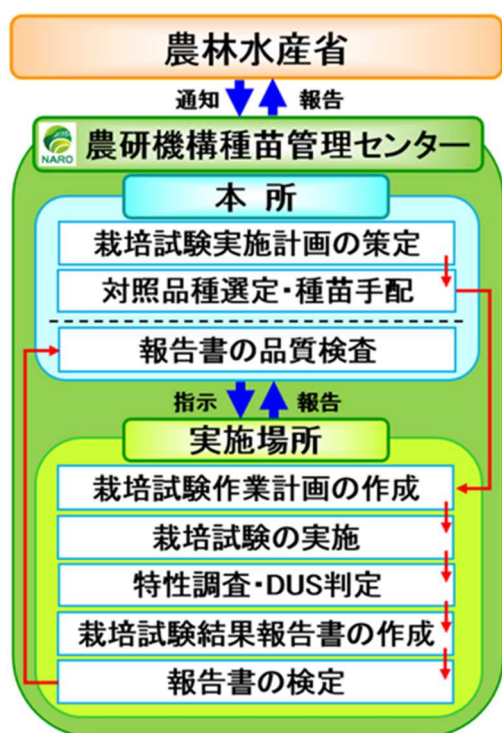 農林水産省
通知 報告
NARO 農研機構種苗管理センター
本 所
栽培試験実施計画の策定
対照品種選定・種苗手配
報告書の品質検査
指示 報告
実施場所
栽培試験作業計画の作成
栽培試験の実施
特性調査・DUS判定
栽培試験結果報告書の作成
報告書の検定